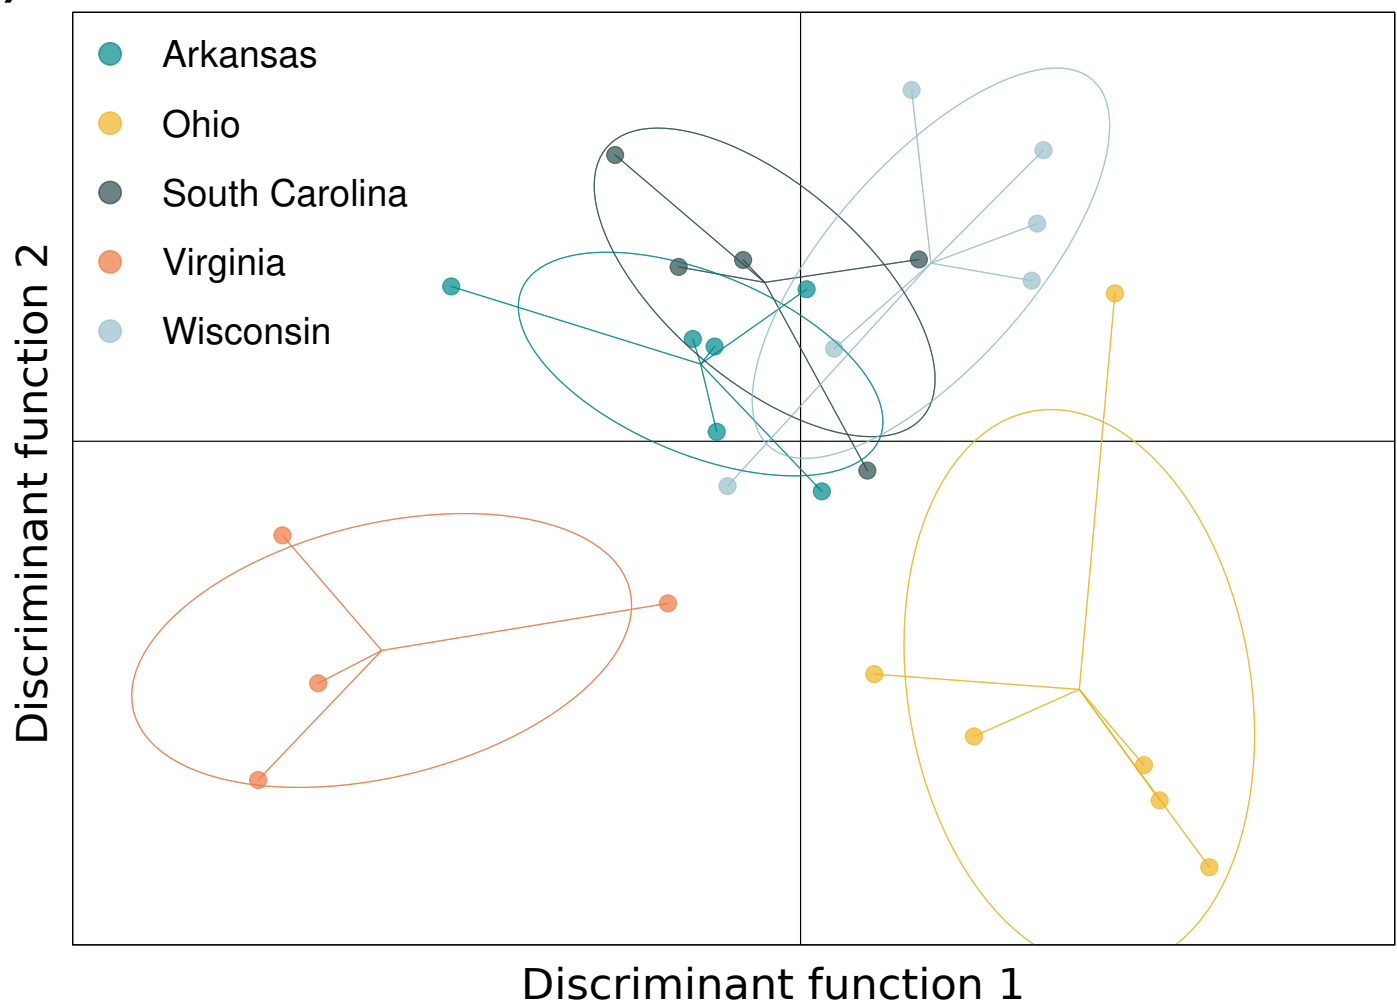 Arkansas
Ohio
South Carolina
Virginia
Wisconsin
Discriminant function 2
Discriminant function 1